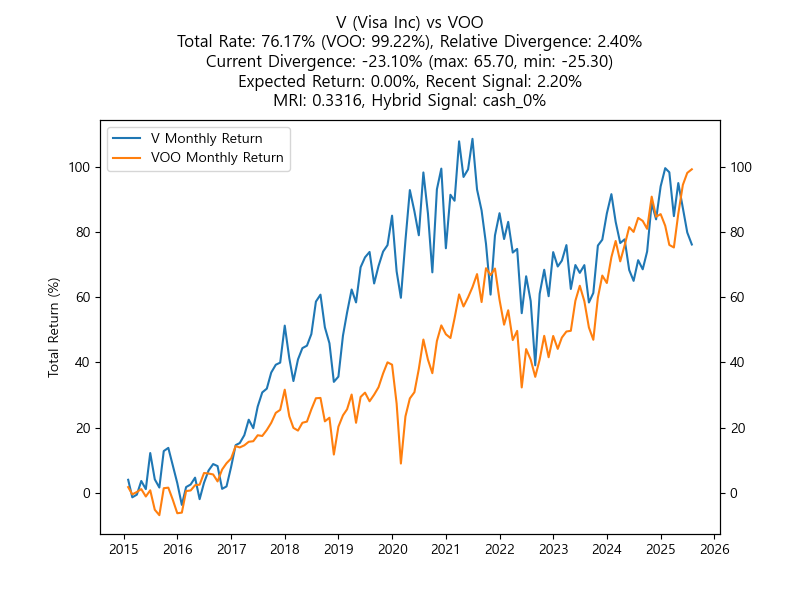 V (Visa Inc) vs VOO
Total Rate: 76.17% (VOO: 99.22%), Relative Divergence: 2.40%
Current Divergence: -23.10% (max: 65.70, min: -25.30)
Expected Return: 0.00%, Recent Signal: 2.20%
MRI: 0.3316, Hybrid Signal: cash_0%
V Monthly Return
VOO Monthly Return
Total Return (%)
100
80
60
40
20
0
100
80
60
40
20
0
2015 2016 2017 2018 2019 2020 2021 2022 2023 2024 2025 2026